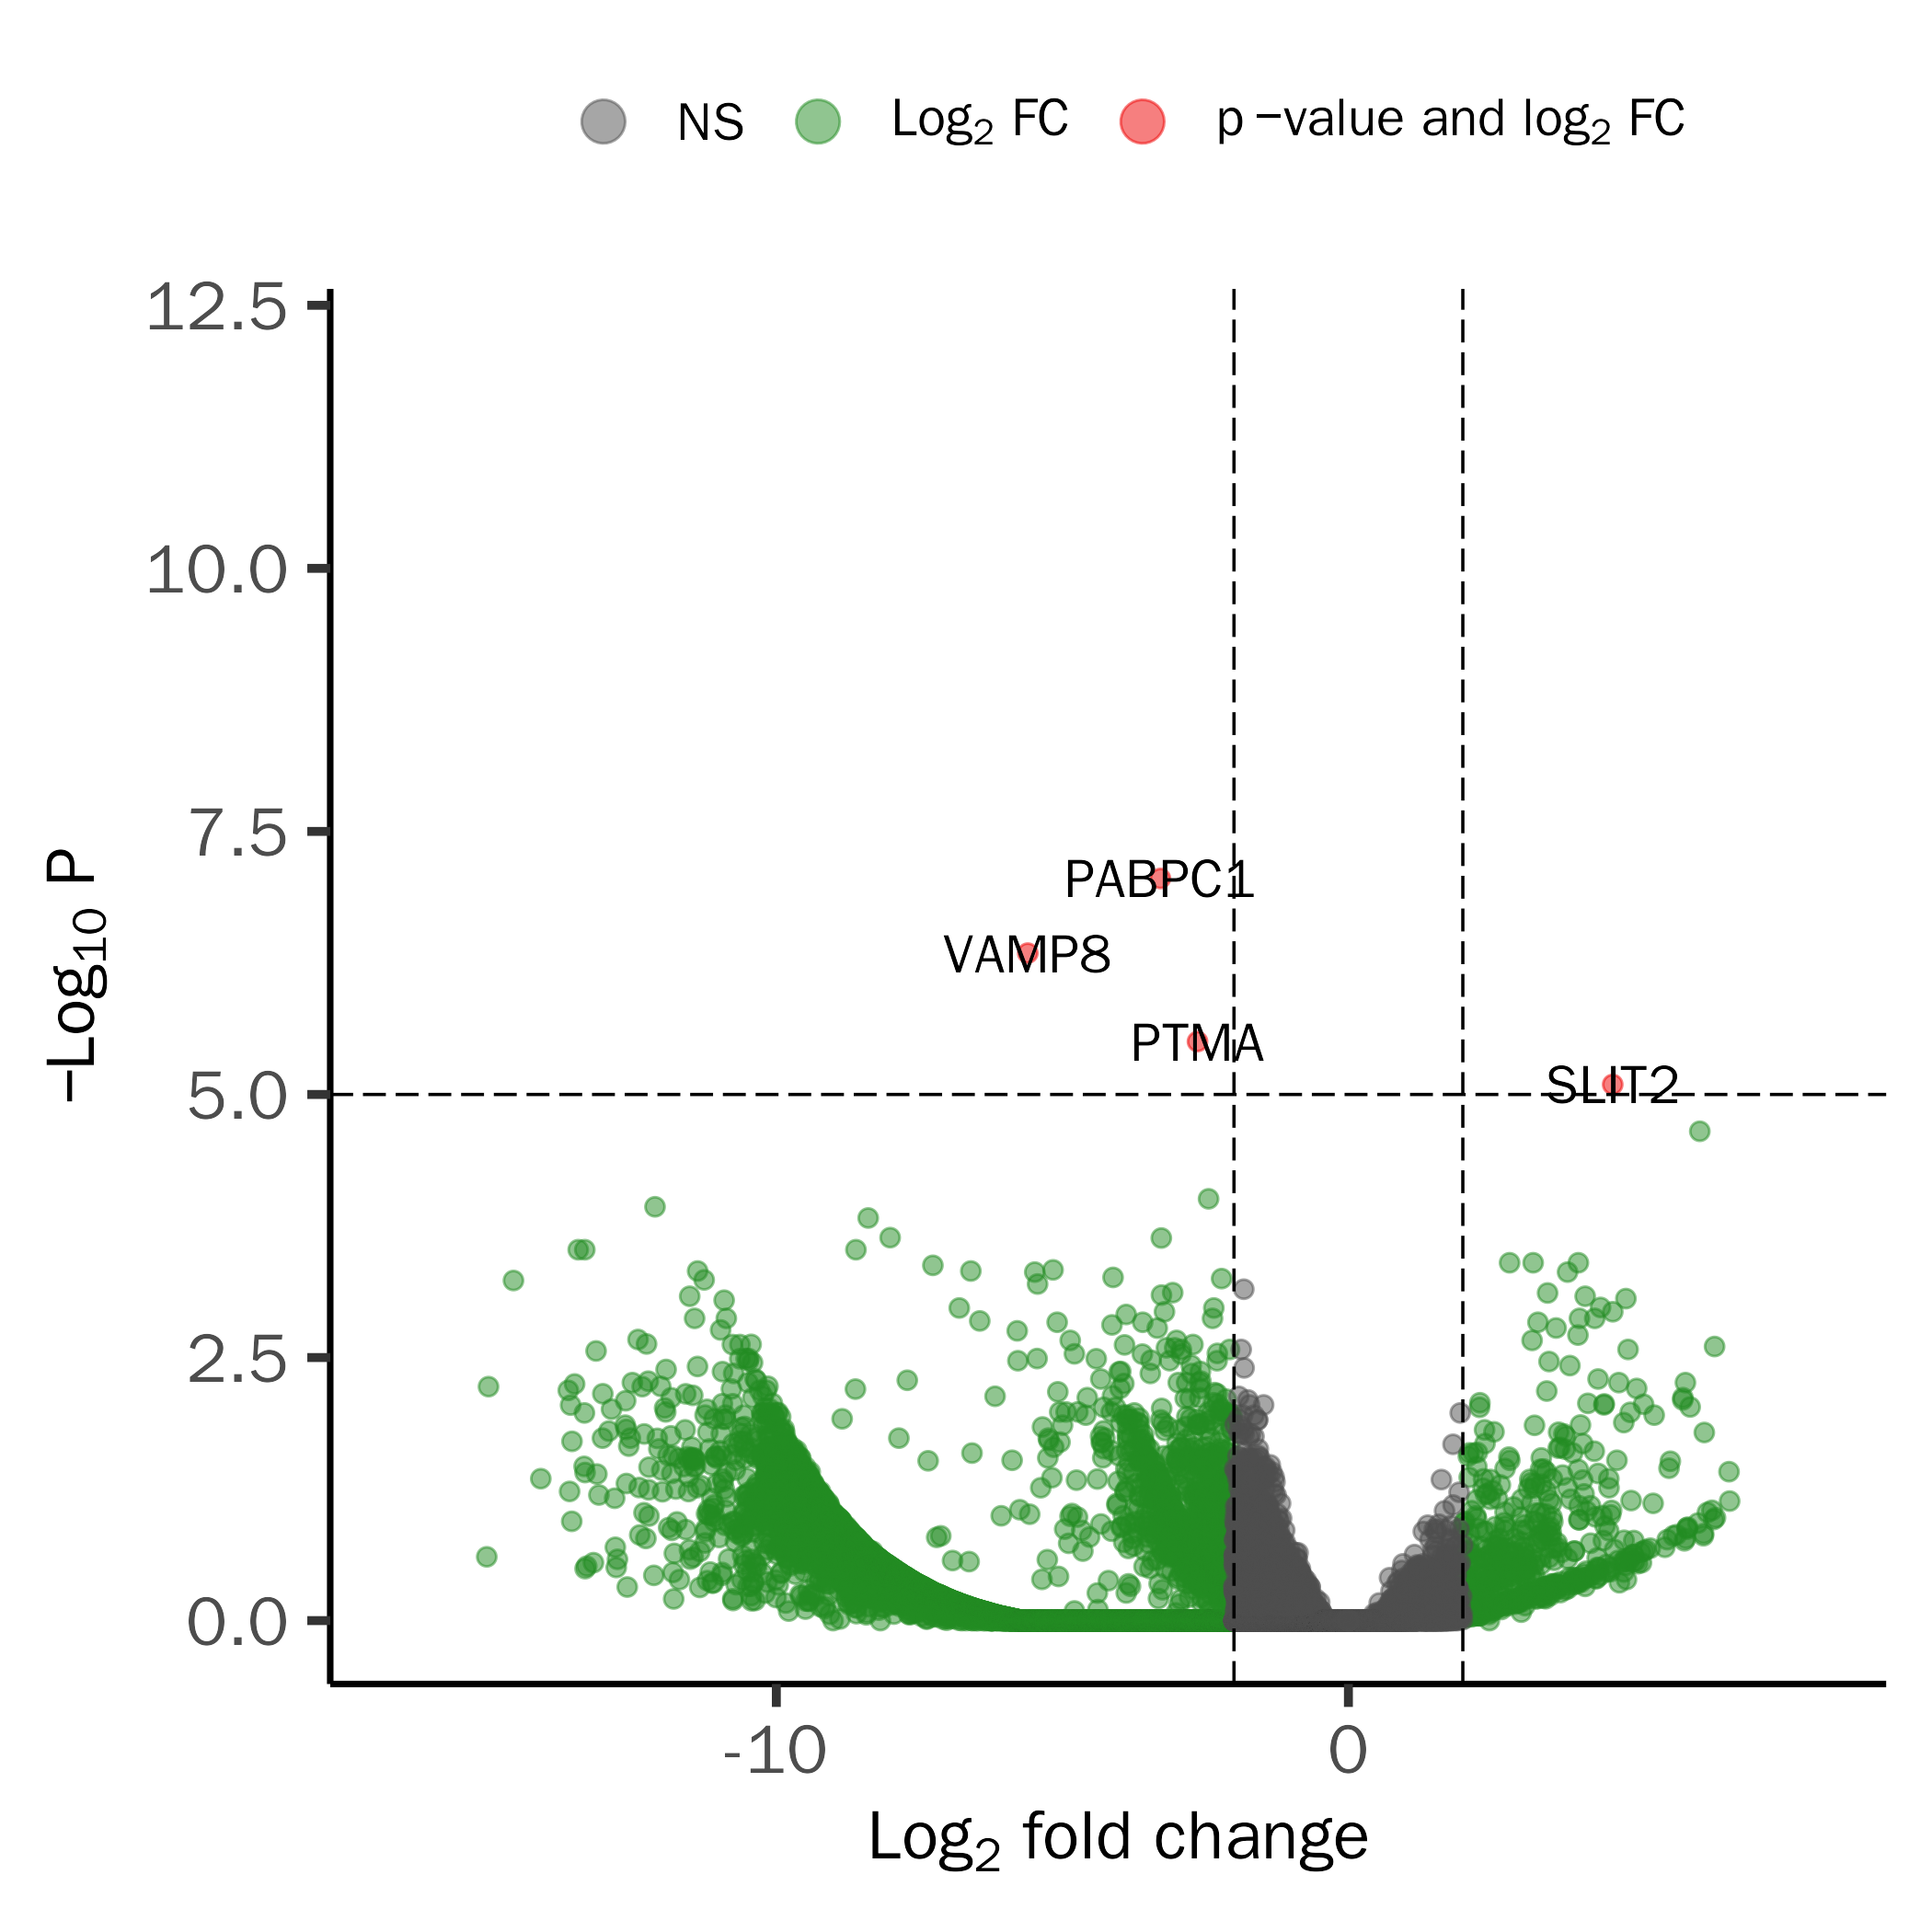 NS
Log₂ FC
p −value and log₂ FC
12.5
10.0
7.5
5.0
2.5
0.0
−Log₁₀ P
PABPC1
VAMP8
PTMA
SLIT2
-10
0
Log₂ fold change